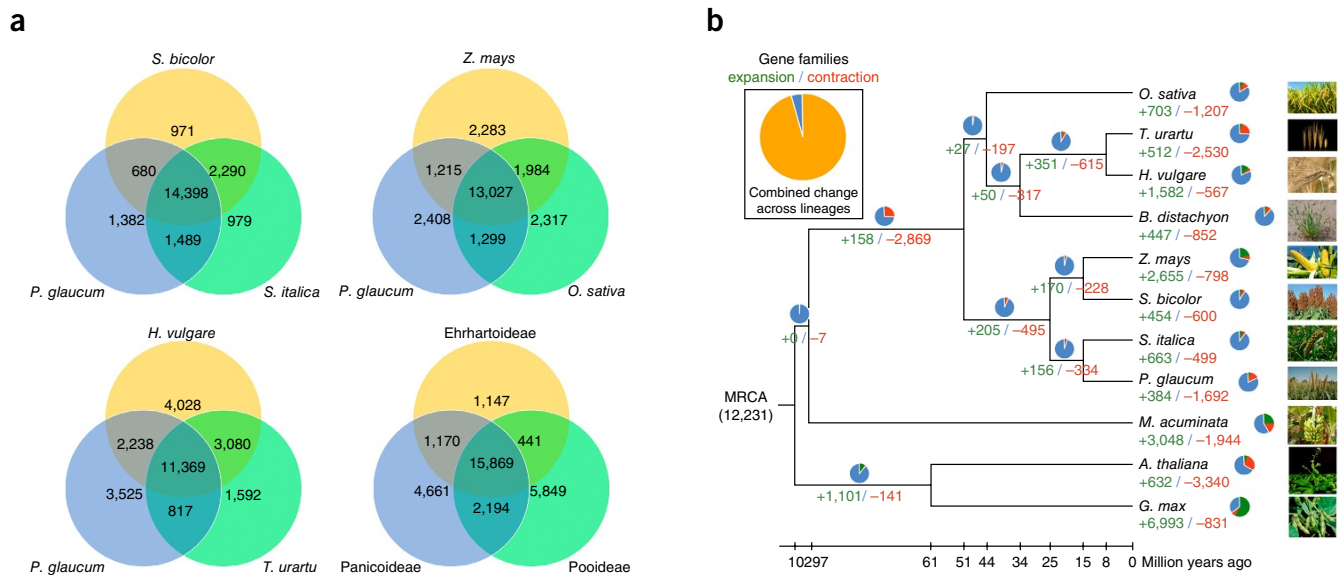 a
S. bicolor
971
680
2,290
14,398
1,382
979
1,489
P. glaucum
S. italica
Z. mays
2,283
1,215
1,984
13,027
2,408
2,317
1,299
P. glaucum
O. sativa
H. vulgare
4,028
2,238
3,080
11,369
3,525
1,592
817
P. glaucum
T. urartu
Ehrhartoideae
1,147
1,170
441
15,869
4,661
5,849
2,194
Panicoideae
Pooideae
b
Gene families
expansion / contraction
Combined change
across lineages
MRCA
(12,231)
+0 / −7
+158 / −2,869
+27 / −197
+50 / −317
+351 / −615
+205 / −495
+170 / −228
+156 / −334
+1,101/ −141
O. sativa
+703 / −1,207
T. urartu
+512 / −2,530
H. vulgare
+1,582 / −567
B. distachyon
+447 / −852
Z. mays
+2,655 / −798
S. bicolor
+454 / −600
S. italica
+663 / −499
P. glaucum
+384 / −1,692
M. acuminata
+3,048 / −1,944
A. thaliana
+632 / −3,340
G. max
+6,993 / −831
10297 61 51 44 34 25 15 8 0 Million years ago